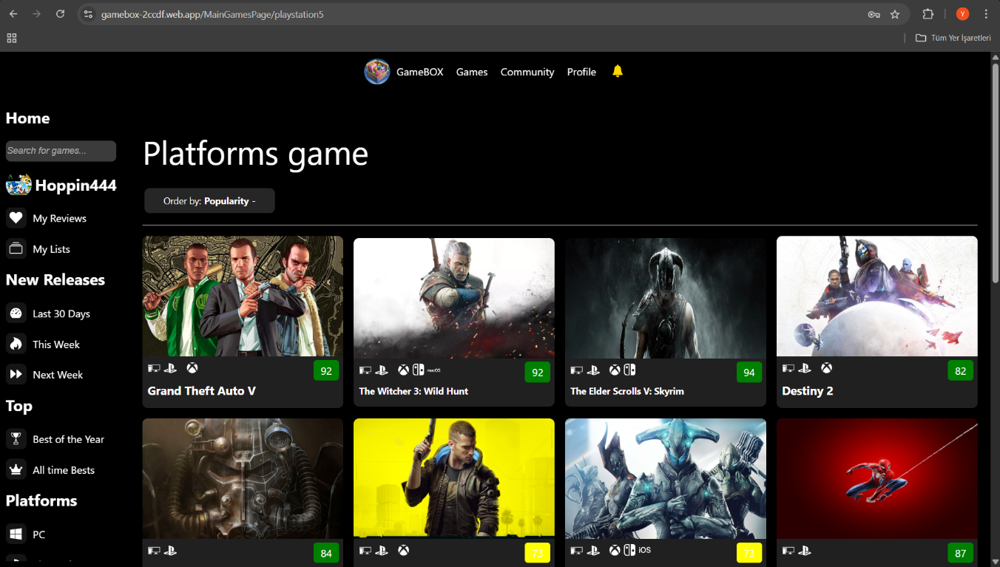 gamebox-2ccdf.web.app/MainGamesPage/playstation5
Y
Tüm Yer İşaretleri
GameBOX Games Community Profile
Home
Search for games...
Hoppin444
My Reviews
My Lists
New Releases
Last 30 Days
This Week
Next Week
Top
Best of the Year
All time Bests
Platforms
PC
Platforms game
Order by: Popularity -
92
Grand Theft Auto V
macOS
92
The Witcher 3: Wild Hunt
94
The Elder Scrolls V: Skyrim
82
Destiny 2
84
73
iOS
73
87